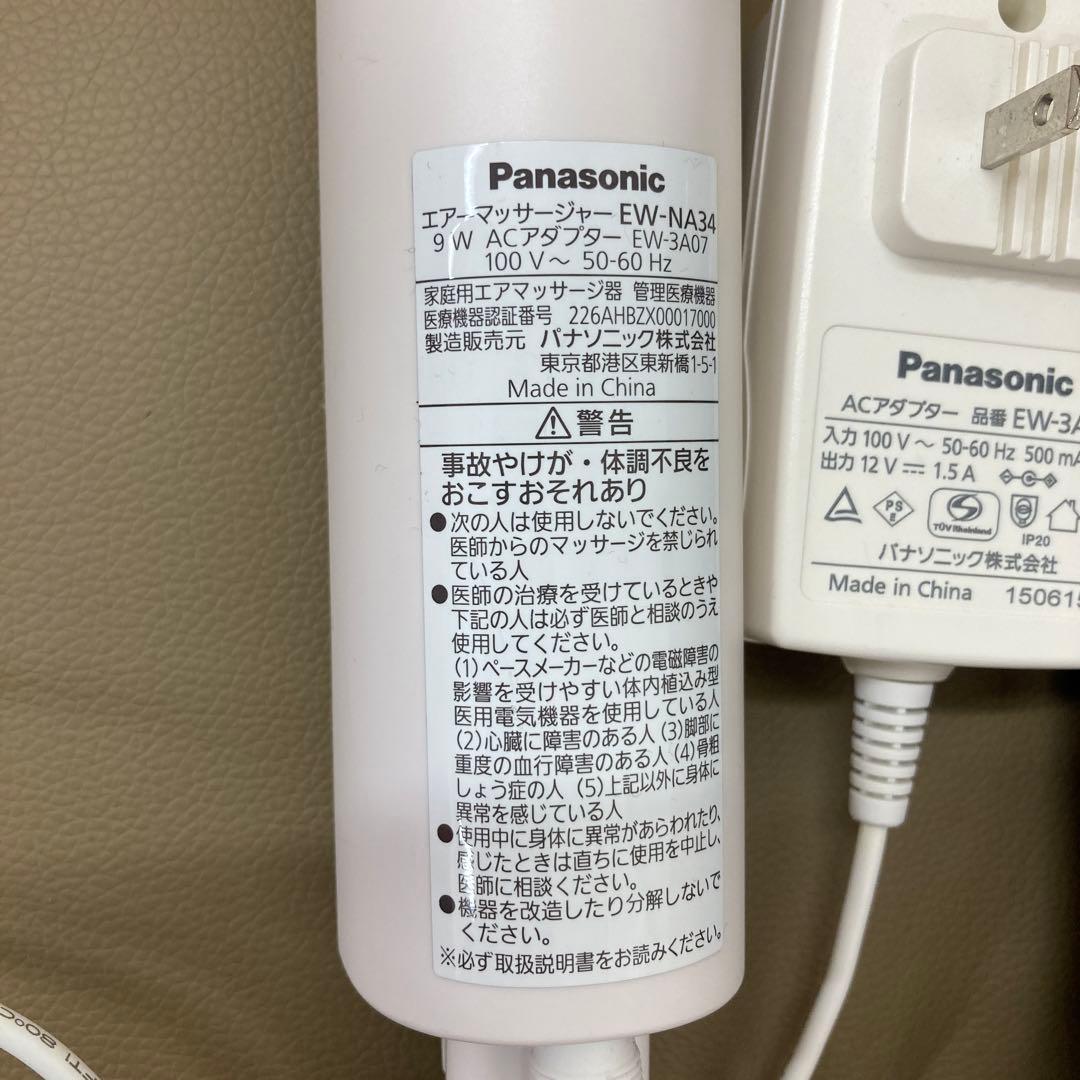 Panasonic
エアーマッサージャー EW-NA34
9 W ACアダプター EW-3A07
100 V～ 50-60 Hz
家庭用エアマッサージ器 管理医療機器
医療機器認証番号 226AHBZX00017000
製造販売元 パナソニック株式会社
東京都港区東新橋1-5-1
Made in China
⚠警告
事故やけが・体調不良を
おこすおそれあり
●次の人は使用しないでください。
医師からのマッサージを禁じられ
ている人
●医師の治療を受けているときや
下記の人は必ず医師と相談のうえ
使用してください。
(1)ペースメーカーなどの電磁障害の
影響を受けやすい体内植込み型
医用電気機器を使用している人
(2)心臓に障害のある人 (3)脚部に
重度の血行障害のある人 (4)骨粗
しょう症の人 (5)上記以外に身体に
異常を感じている人
●使用中に身体に異常があらわれたり、
感じたときは直ちに使用を中止し、
医師に相談ください。
●機器を改造したり分解しないで
ください。
※必ず取扱説明書をお読みください。
Panasonic
ACアダプター 品番 EW-3A
入力 100 V～ 50-60 Hz 500 mA
出力 12 V⎓ 1.5 A
PS
E
TÜV Rheinland
IP20
パナソニック株式会社
Made in China 150615
80°C